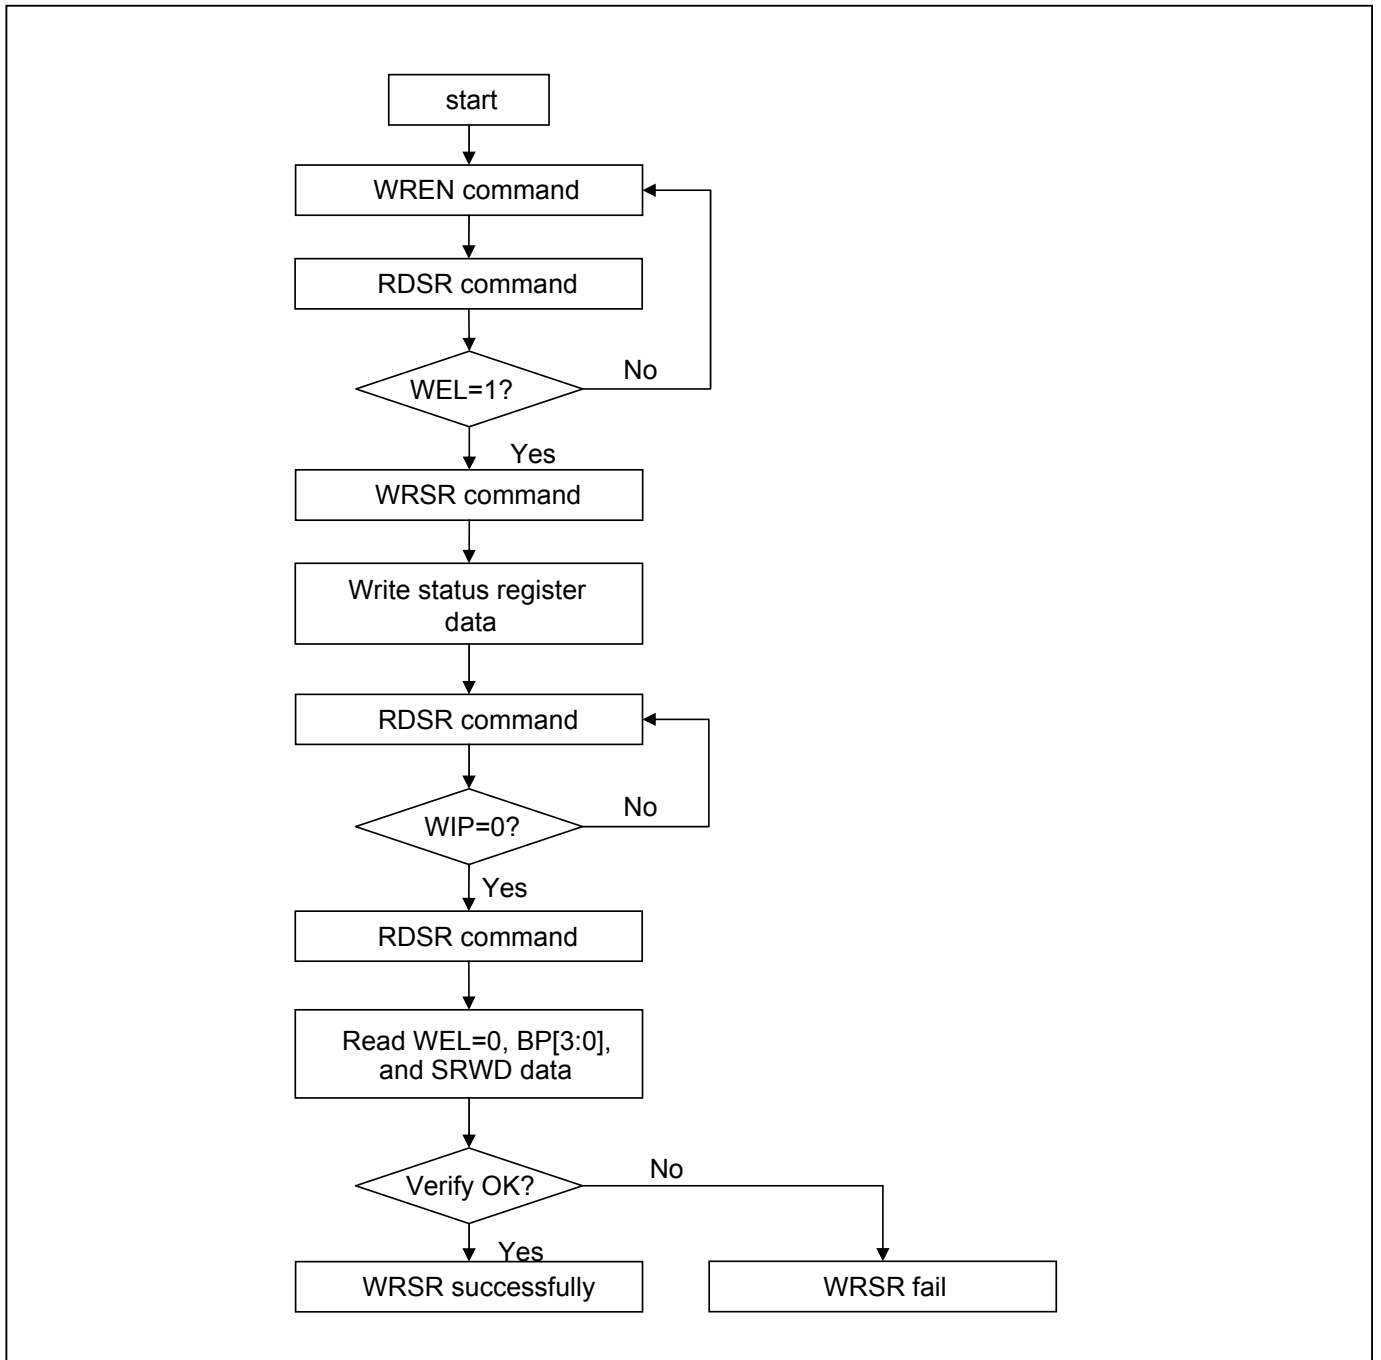 start
WREN command
RDSR command
WEL=1?
No
Yes
WRSR command
Write status register
data
RDSR command
WIP=0?
No
Yes
RDSR command
Read WEL=0, BP[3:0],
and SRWD data
Verify OK?
No
Yes
WRSR successfully
WRSR fail